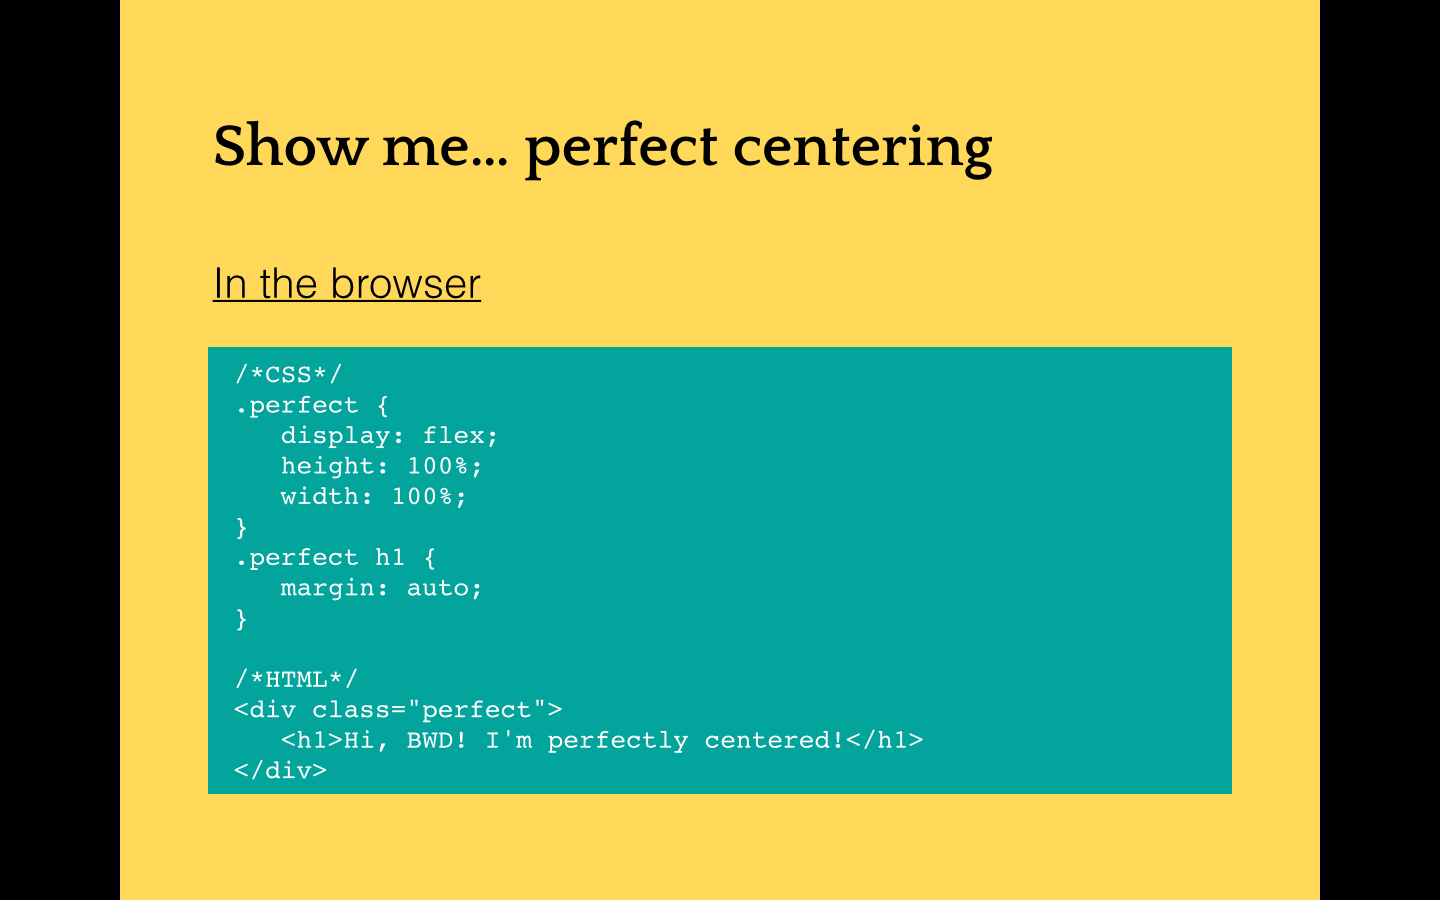 Show me... perfect centering
In the browser
/*CSS*/
.perfect {
   display: flex;
   height: 100%;
   width: 100%;
}
.perfect h1 {
   margin: auto;
}

/*HTML*/
<div class="perfect">
   <h1>Hi, BWD! I'm perfectly centered!</h1>
</div>